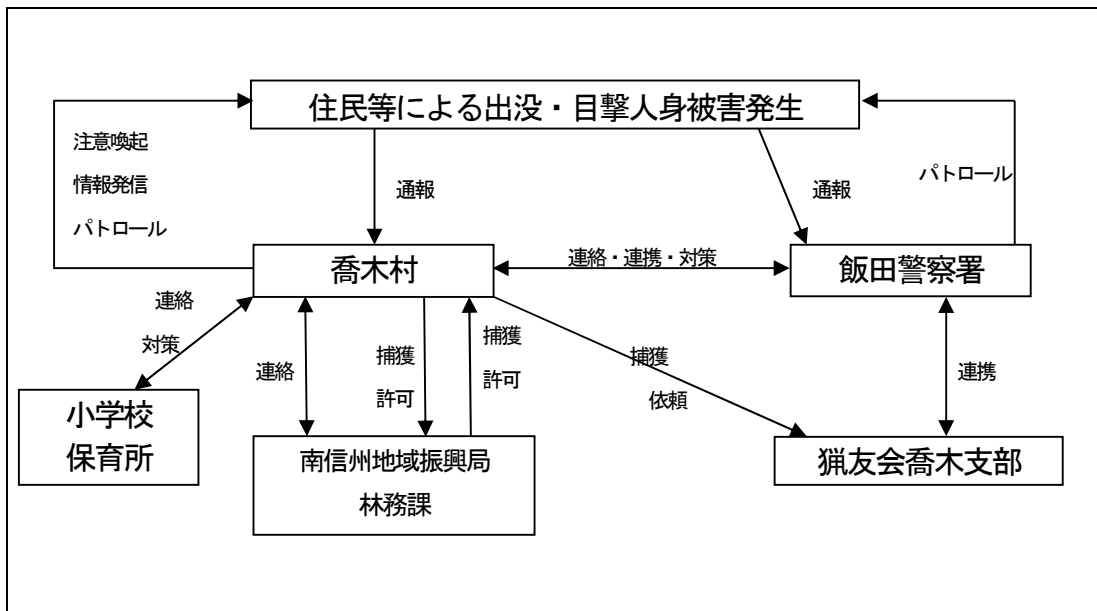 住民等による出没・目撃人身被害発生
注意喚起
情報発信
パトロール
通報
通報
パトロール
喬木村
連絡・連携・対策
飯田警察署
連絡
対策
連絡
捕獲
許可
捕獲
許可
捕獲
依頼
連携
小学校
保育所
南信州地域振興局
林務課
猟友会喬木支部